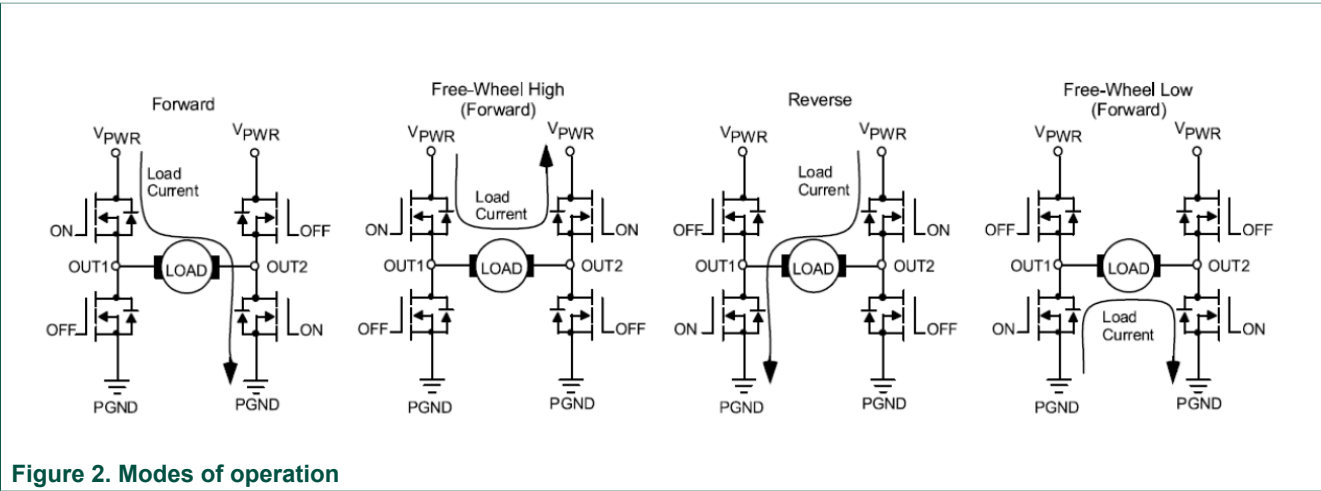 Forward
VPWR
VPWR
Load
Current
ON
OFF
OUT1
LOAD
OUT2
OFF
ON
PGND
PGND
Free-Wheel High
(Forward)
VPWR
VPWR
Load
Current
ON
ON
OUT1
LOAD
OUT2
OFF
OFF
PGND
PGND
Reverse
VPWR
VPWR
Load
Current
OFF
ON
OUT1
LOAD
OUT2
ON
OFF
PGND
PGND
Free-Wheel Low
(Forward)
VPWR
VPWR
OFF
OFF
OUT1
LOAD
OUT2
ON
Load
Current
ON
PGND
PGND
Figure 2. Modes of operation